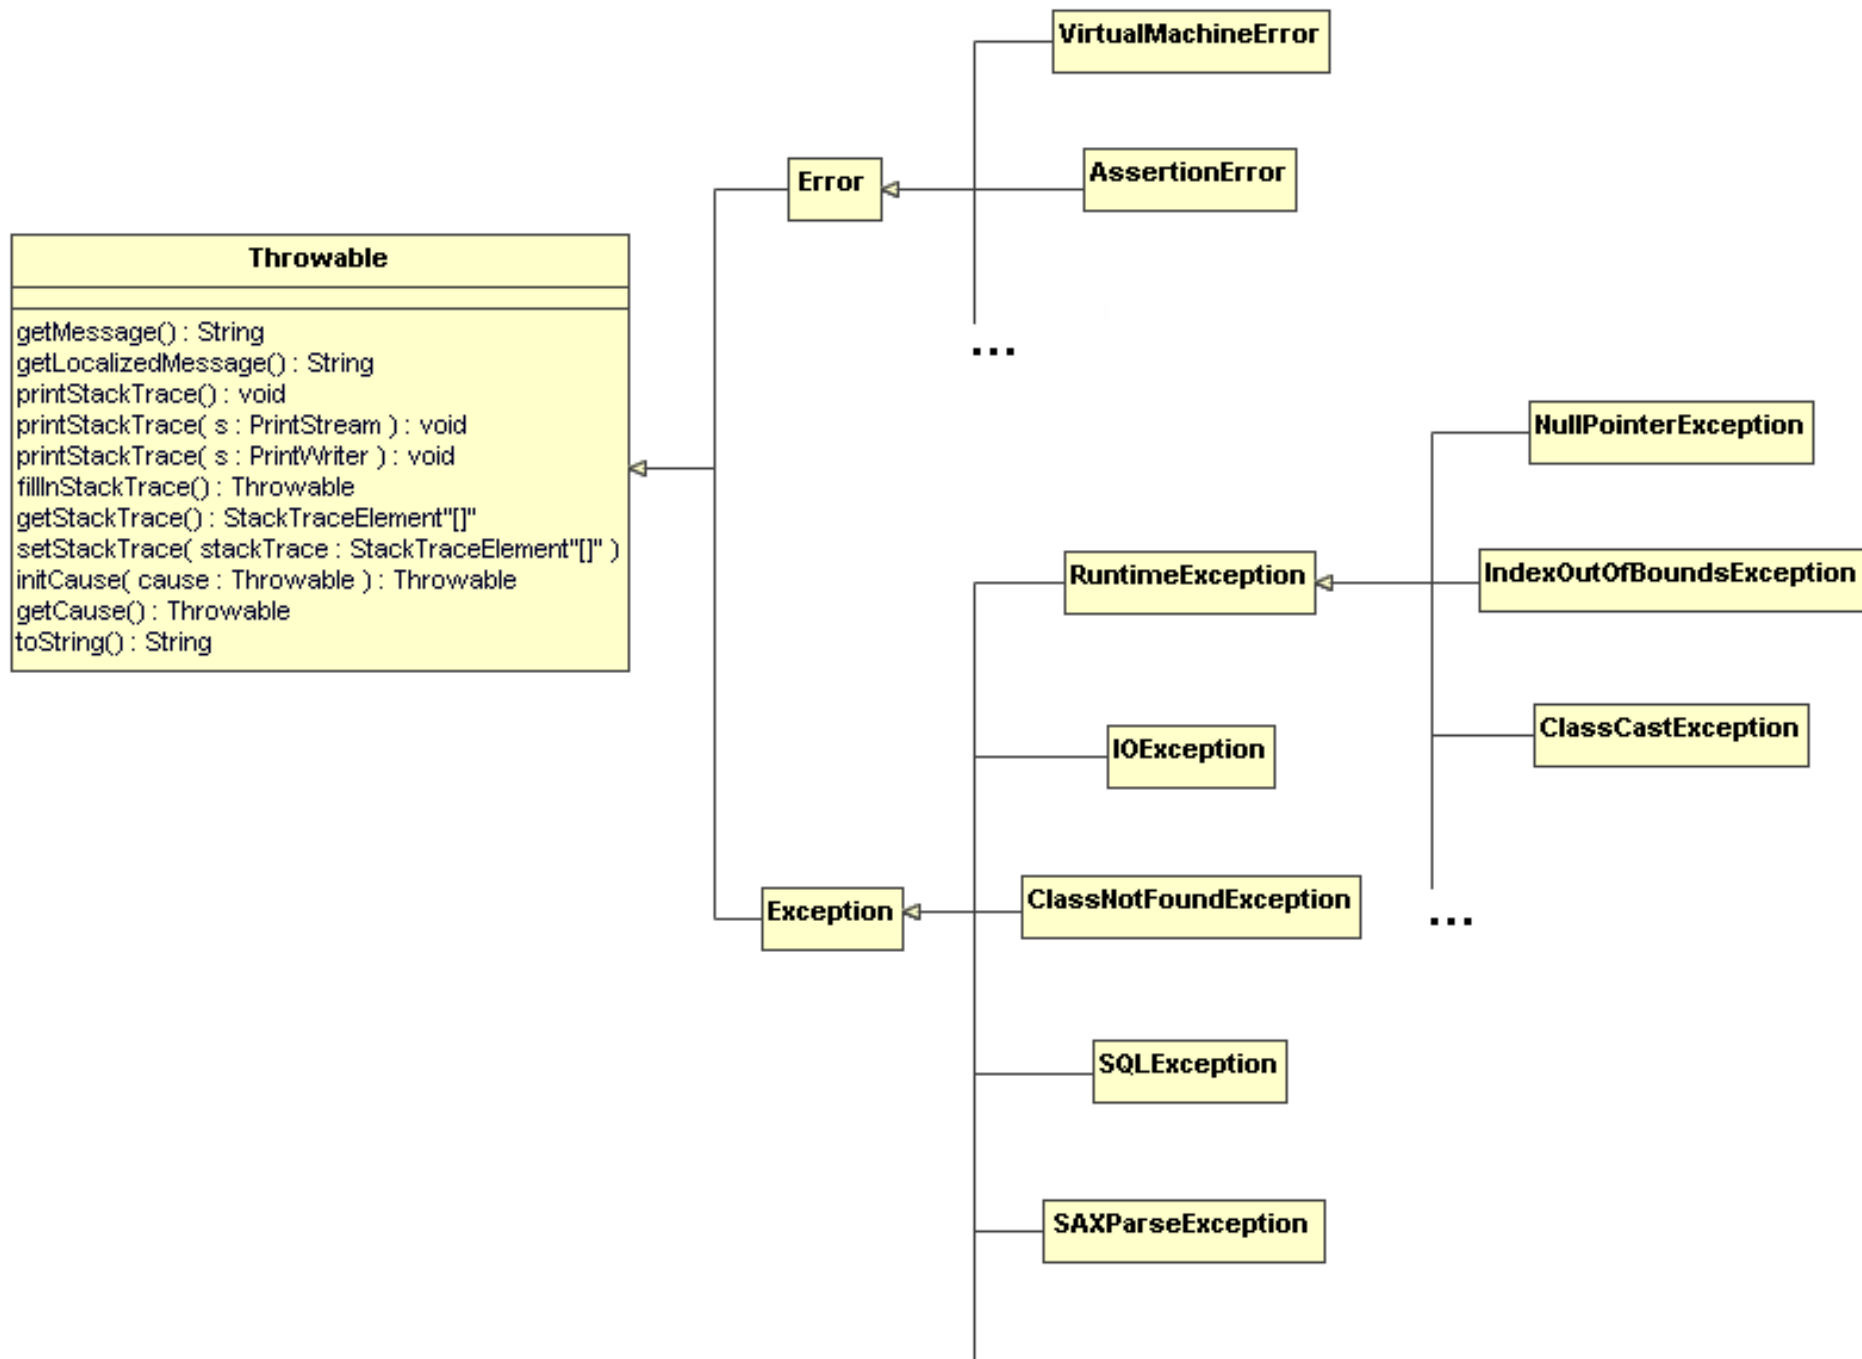 VirtualMachineError
AssertionError
Error
...
Throwable
getMessage() : String
getLocalizedMessage() : String
printStackTrace() : void
printStackTrace( s : PrintStream ) : void
printStackTrace( s : PrintWriter ) : void
fillInStackTrace() : Throwable
getStackTrace() : StackTraceElement"[]"
setStackTrace( stackTrace : StackTraceElement"[]" )
initCause( cause : Throwable ) : Throwable
getCause() : Throwable
toString() : String
NullPointerException
RuntimeException
IndexOutOfBoundsException
IOException
ClassCastException
Exception
ClassNotFoundException
...
SQLException
SAXParseException